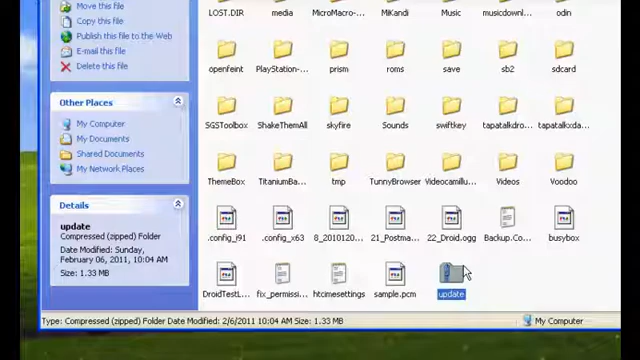 Move this file
Copy this file
Publish this file to the Web
E-mail this file
Delete this file
Other Places
My Computer
My Documents
Shared Documents
My Network Places
Details
update
Compressed (zipped) Folder
Date Modified: Sunday,
February 06, 2011, 10:04 AM
Size: 1.33 MB
LOST.DIR media MicroMacro-... MiKandi Music musicdownl... odin
openfeint PlayStation-... prism roms save sb2 sdcard
SGSToolbox ShakeThemAll skyfire Sounds swiftkey tapatalkdro... tapatalkxda...
ThemeBox TitaniumBa... tmp TunnyBrowser Videocamillu... Videos Voodoo
.config_i91 .config_x63 8_2010120... 21_Postma... 22_Droid.ogg Backup.Co... busybox
DroidTestL... fix_permissi... htcimesettings sample.pcm update
Type: Compressed (zipped) Folder Date Modified: 2/6/2011 10:04 AM Size: 1.33 MB My Computer